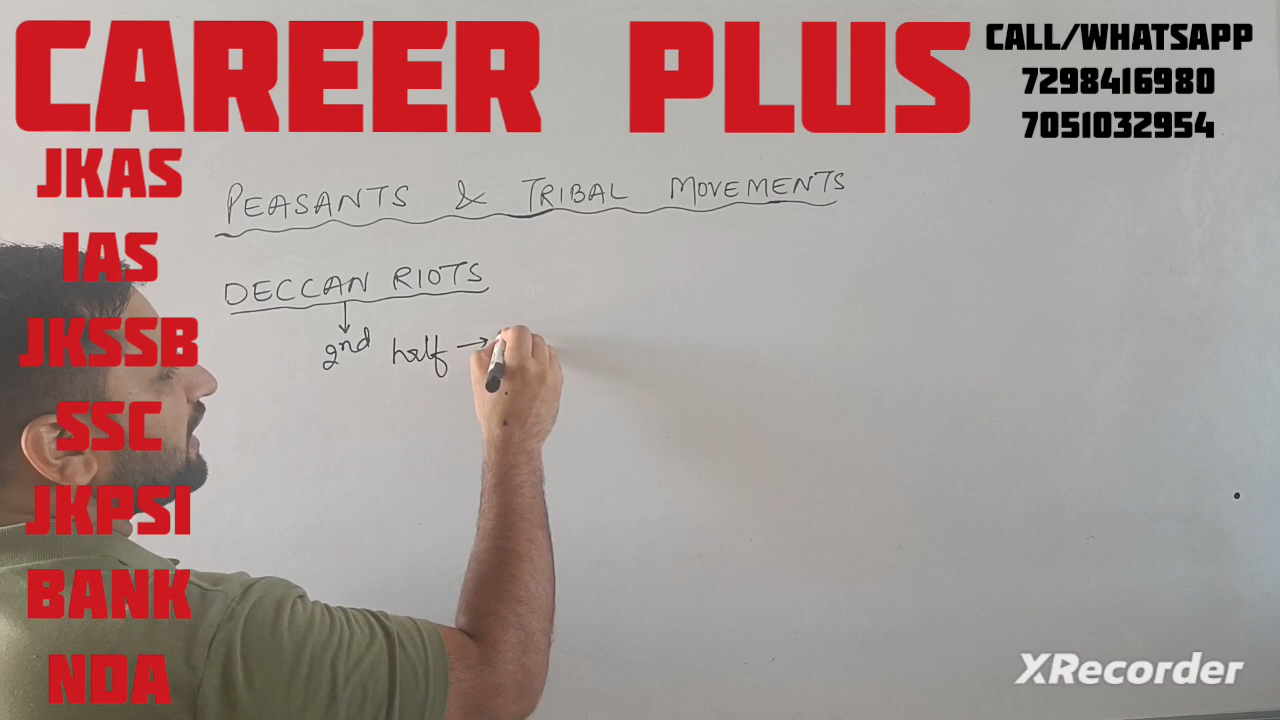 CAREER PLUS
CALL/WHATSAPP
7298416980
7051032954
JKAS
IAS
JKSSB
SSC
JKPSI
BANK
NDA
PEASANTS & TRIBAL MOVEMENTS
DECCAN RIOTS
2nd half →
XRecorder